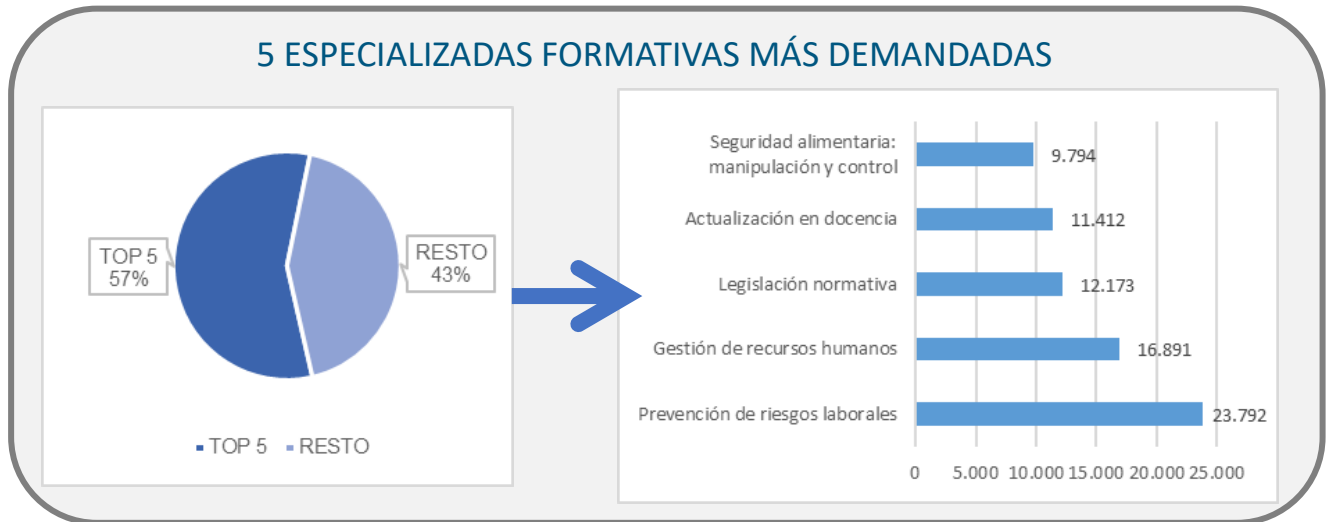 5 ESPECIALIZADAS FORMATIVAS MÁS DEMANDADAS
TOP 5
57%
RESTO
43%
TOP 5 RESTO
Seguridad alimentaria:
manipulación y control
9.794
Actualización en docencia
11.412
Legislación normativa
12.173
Gestión de recursos humanos
16.891
Prevención de riesgos laborales
23.792
0 5.000 10.000 15.000 20.000 25.000